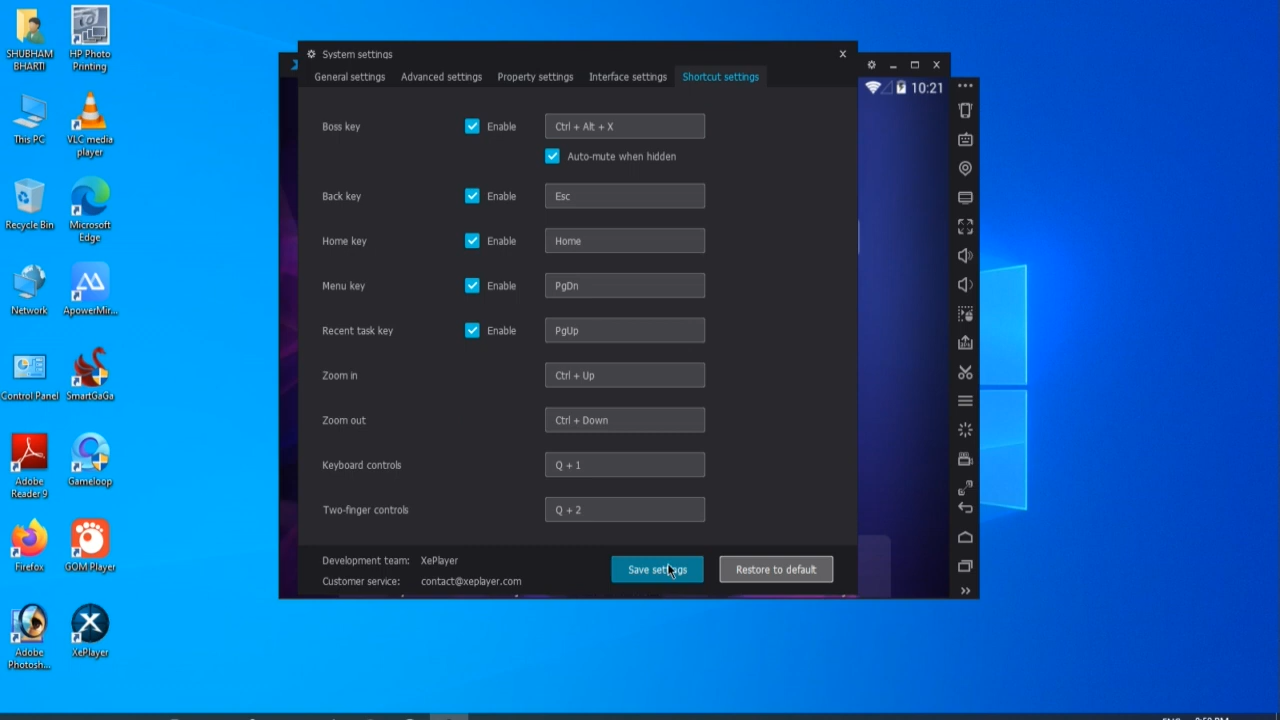 SHUBHAM
BHARTI
HP Photo
Printing
This PC
VLC media
player
Recycle Bin
Microsoft
Edge
Network
ApowerMir...
Control Panel
SmartGaGa
Adobe
Reader 9
Gameloop
Firefox
GOM Player
Adobe
Photosh...
XePlayer
System settings
General settings
Advanced settings
Property settings
Interface settings
Shortcut settings
Boss key
Enable
Ctrl + Alt + X
Auto-mute when hidden
Back key
Enable
Esc
Home key
Enable
Home
Menu key
Enable
PgDn
Recent task key
Enable
PgUp
Zoom in
Ctrl + Up
Zoom out
Ctrl + Down
Keyboard controls
Q + 1
Two-finger controls
Q + 2
Development team: XePlayer
Customer service: contact@xeplayer.com
Save settings
Restore to default
10:21